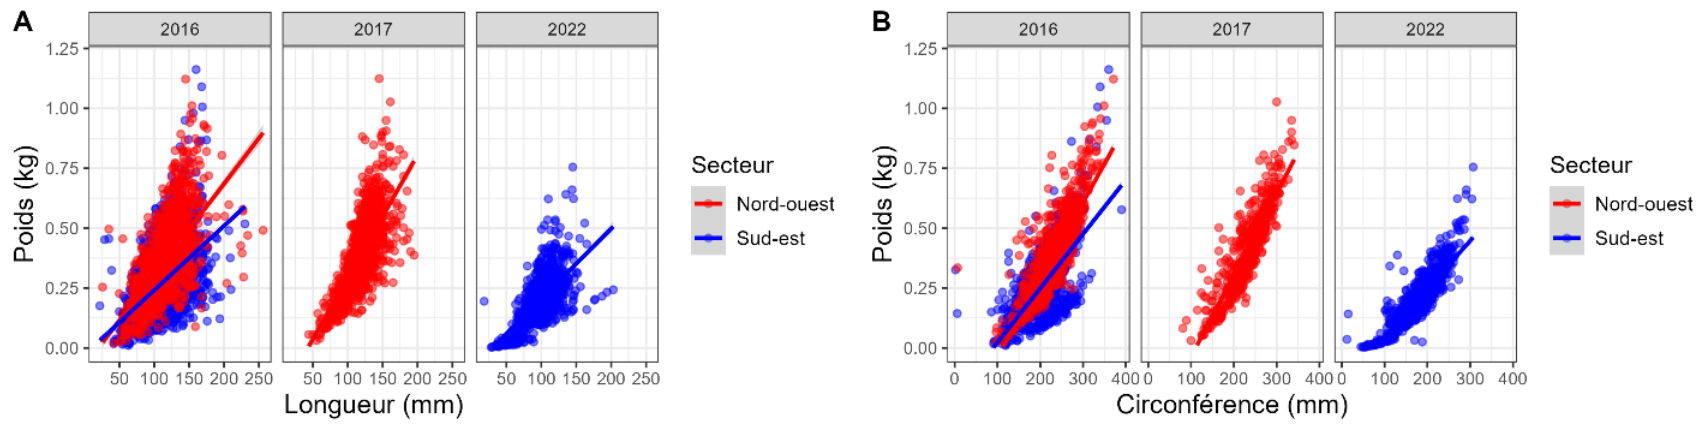 A
2016
2017
2022
1.25
1.00
0.75
0.50
0.25
0.00
Poids (kg)
50 100 150 200 250
50 100 150 200 250
50 100 150 200 250
Longueur (mm)
Secteur
Nord-ouest
Sud-est
B
2016
2017
2022
1.25
1.00
0.75
0.50
0.25
0.00
Poids (kg)
0 100 200 300 400
0 100 200 300 400
0 100 200 300 400
Circonférence (mm)
Secteur
Nord-ouest
Sud-est